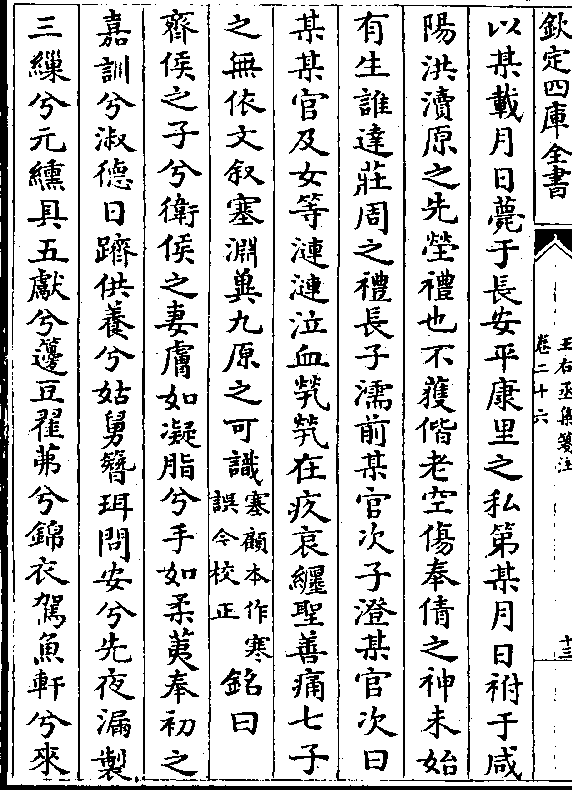 欽定四庫全書
王右丞集箋注
卷二十六
十三
以某載月日薨于長安平康里之私第某月日祔于咸
陽洪瀆原之先塋禮也不獲偕老空傷奉倩之神未始
有生誰達莊周之禮長子濡前某官次子澄某官次曰
某某官及女等漣漣泣血煢煢在疚哀纏聖善痛七子
之無依文叙塞淵兾九原之可識塞顧本作寒誤今校正銘曰
齊侯之子兮衛侯之妻膚如凝脂兮手如柔荑奉初之
嘉訓兮淑德日躋供養兮姑舅簪珥問安兮先夜漏製
三繅兮元纁具五獻兮籩豆翟茀兮錦衣駕魚軒兮來